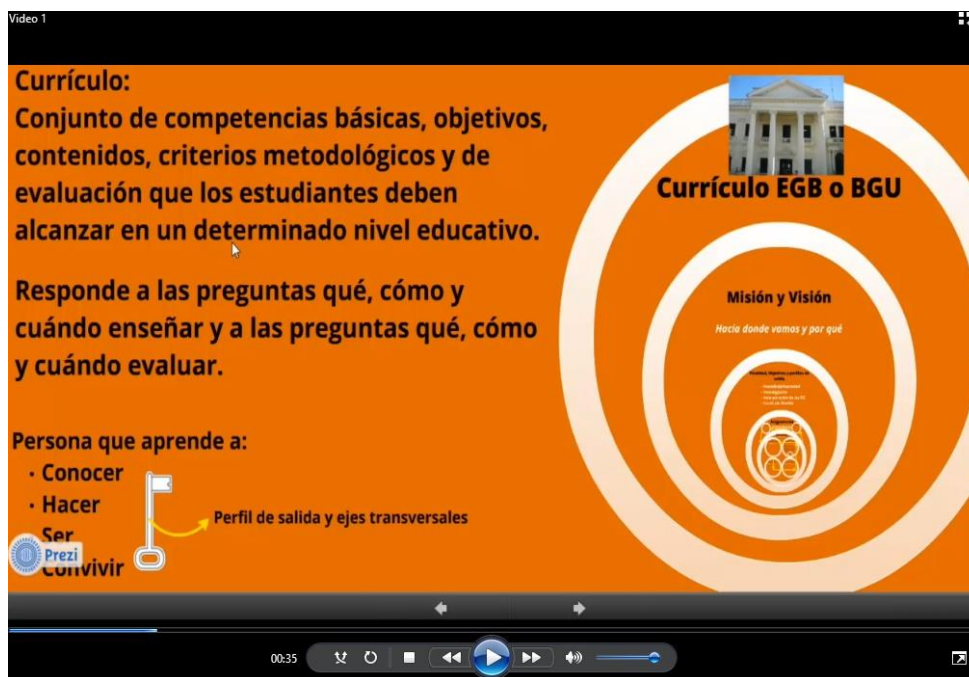 Video 1
Currículo:
Conjunto de competencias básicas, objetivos,
contenidos, criterios metodológicos y de
evaluación que los estudiantes deben
alcanzar en un determinado nivel educativo.
Responde a las preguntas qué, cómo y
cuándo enseñar y a las preguntas qué, cómo
y cuándo evaluar.
Persona que aprende a:
· Conocer
· Hacer
Ser
Convivir
Prezi
Perfil de salida y ejes transversales
Currículo EGB o BGU
Misión y Visión
Hacia donde vamos y por qué
00:35